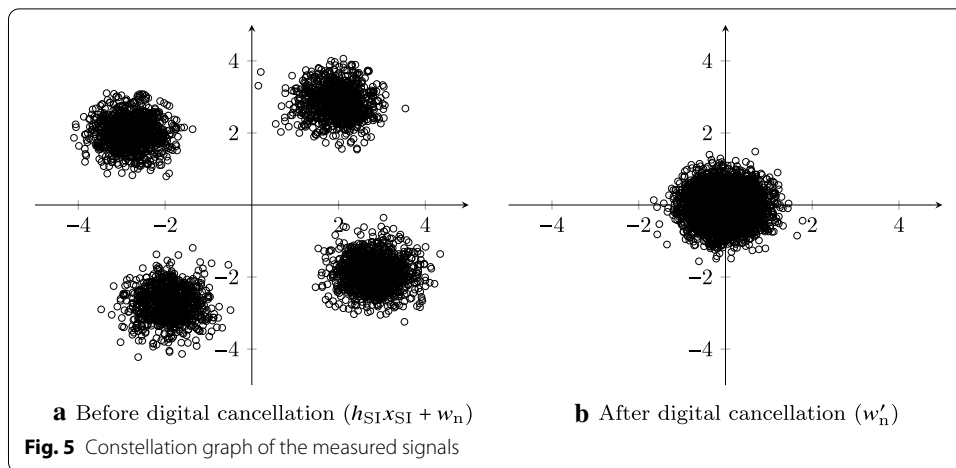 4
2
−4 −2 2 4
−2
−4
4
2
−4 −2 2 4
−2
−4
a Before digital cancellation (hSIxSI + wn)
b After digital cancellation (w′n)
Fig. 5 Constellation graph of the measured signals